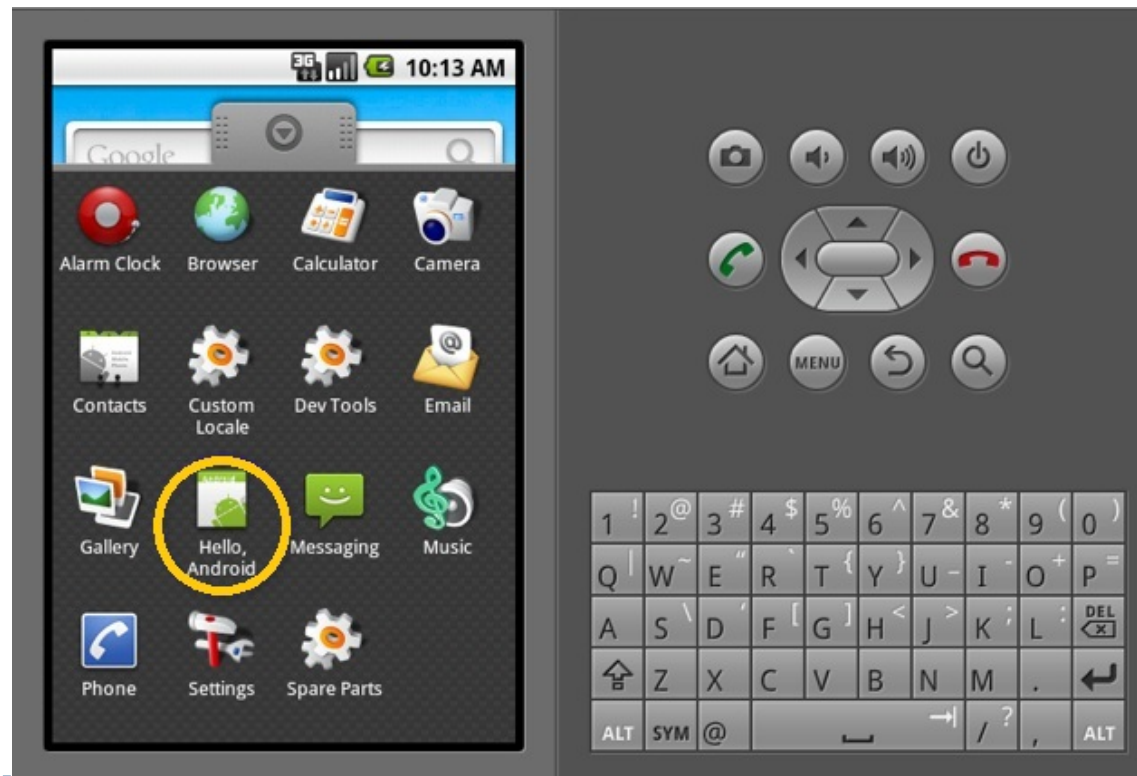 3G 10:13 AM
Google
Alarm Clock Browser Calculator Camera
Contacts Custom Locale Dev Tools Email
Gallery Hello, Android Messaging Music
Phone Settings Spare Parts
MENU
1 ! 2 @ 3 # 4 $ 5 % 6 ^ 7 & 8 * 9 ( 0 )
Q | W ~ E " R ` T { Y } U - I - O + P =
A S \ D ' F [ G ] H < J > K ; L : DEL
Z X C V B N M .
ALT SYM @ / ? , ALT